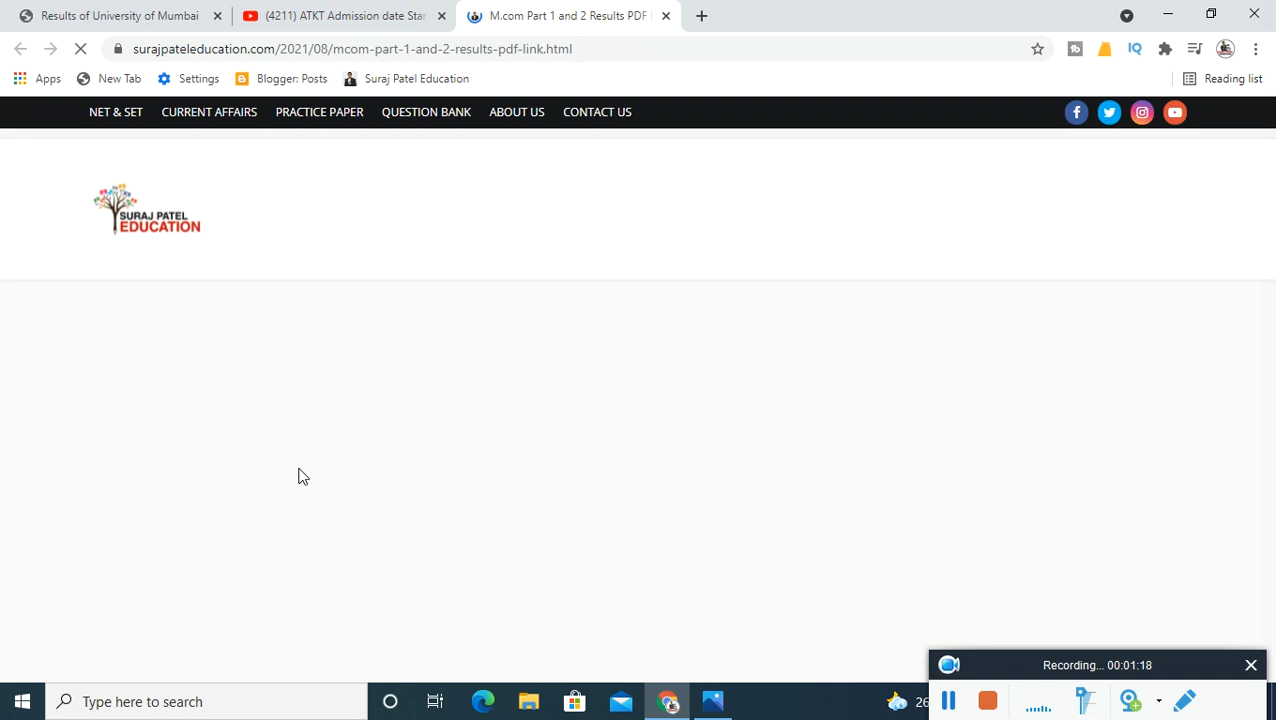 Results of University of Mumbai
(4211) ATKT Admission date Star
M.com Part 1 and 2 Results PDF
surajpateleducation.com/2021/08/mcom-part-1-and-2-results-pdf-link.html
Apps
New Tab
Settings
Blogger: Posts
Suraj Patel Education
Reading list
NET & SET
CURRENT AFFAIRS
PRACTICE PAPER
QUESTION BANK
ABOUT US
CONTACT US
SURAJ PATEL
EDUCATION
Recording... 00:01:18
Type here to search
26